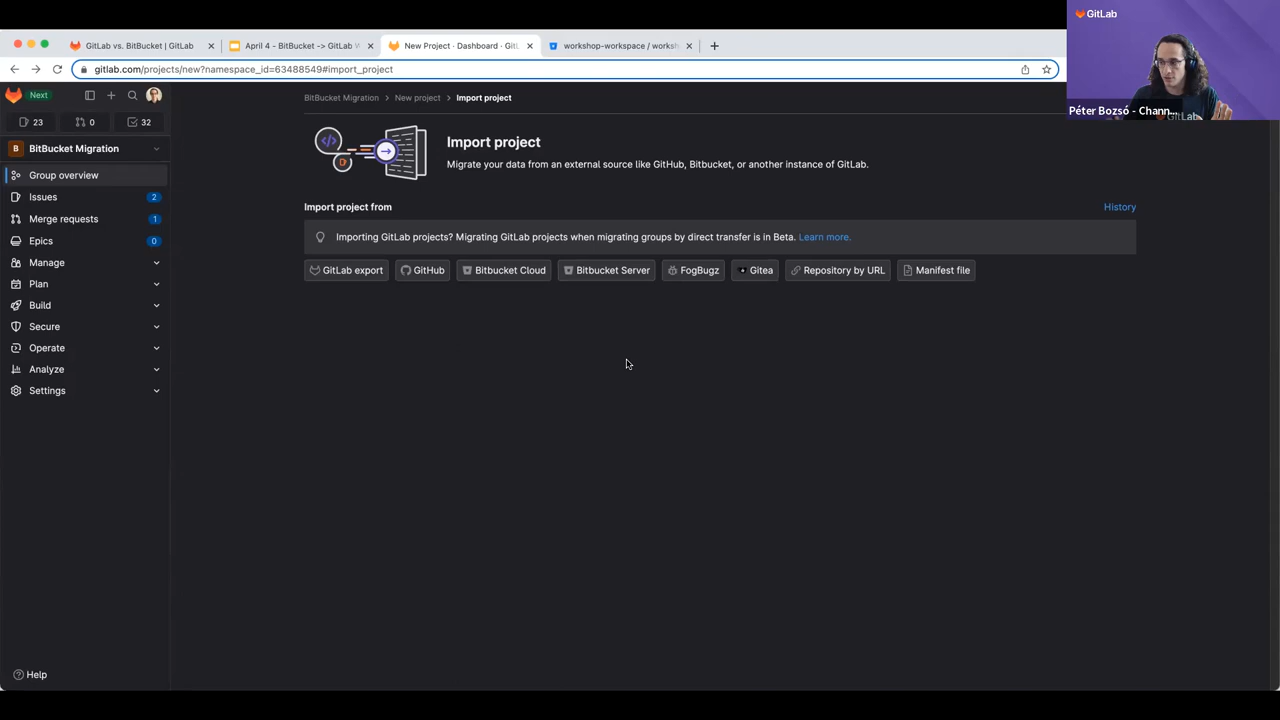 GitLab vs. BitBucket | GitLab
April 4 - BitBucket -> GitLab W
New Project · Dashboard · GitL
workshop-workspace / worksh
gitlab.com/projects/new?namespace_id=63488549#import_project
GitLab
Péter Bozsó - Chann...
GitLab
Next
23
0
32
B
BitBucket Migration
Group overview
Issues
2
Merge requests
1
Epics
0
Manage
Plan
Build
Secure
Operate
Analyze
Settings
Help
BitBucket Migration > New project > Import project
Import project
Migrate your data from an external source like GitHub, Bitbucket, or another instance of GitLab.
Import project from
History
Importing GitLab projects? Migrating GitLab projects when migrating groups by direct transfer is in Beta. Learn more.
GitLab export
GitHub
Bitbucket Cloud
Bitbucket Server
FogBugz
Gitea
Repository by URL
Manifest file